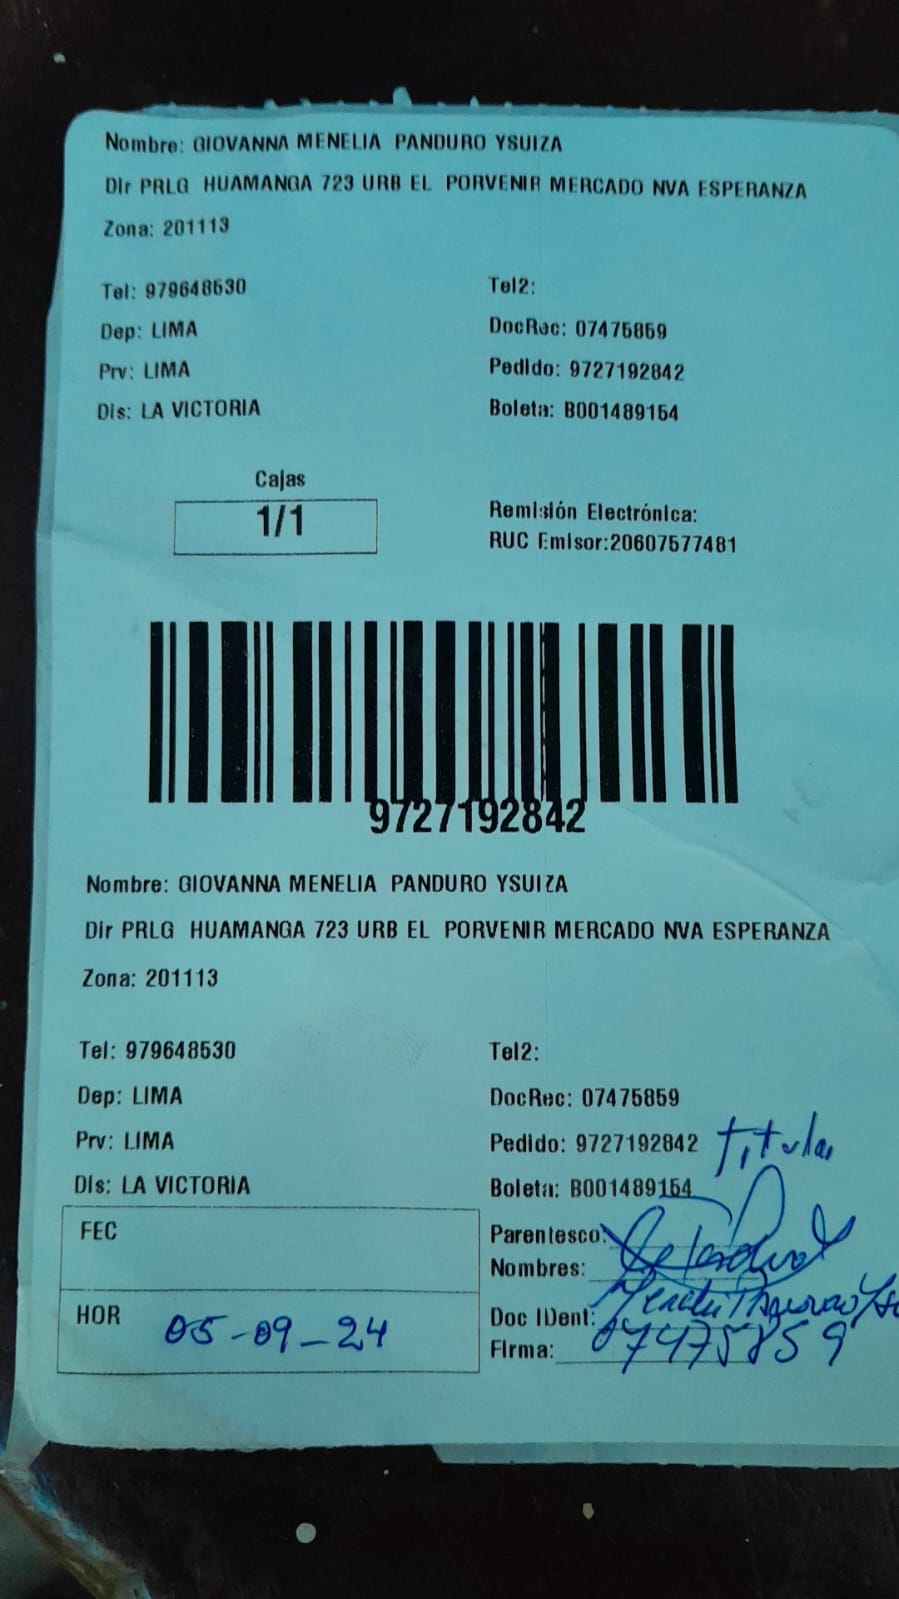 Nombre: GIOVANNA MENELIA PANDURO YSUIZA
Dir PRLG HUAMANGA 723 URB EL PORVENIR MERCADO NVA ESPERANZA
Zona: 201113
Tel: 979648530 Tel2:
Dep: LIMA DocRec: 07475859
Prv: LIMA Pedido: 9727192842
Dis: LA VICTORIA Boleta: B001489154
Cajas
1/1
Remisión Electrónica:
RUC Emisor:20607577481
9727192842
Nombre: GIOVANNA MENELIA PANDURO YSUIZA
Dir PRLG HUAMANGA 723 URB EL PORVENIR MERCADO NVA ESPERANZA
Zona: 201113
Tel: 979648530 Tel2:
Dep: LIMA DocRec: 07475859
Prv: LIMA Pedido: 9727192842 Titular
Dis: LA VICTORIA Boleta: B001489154
FEC Parentesco:
Nombres:
HOR 05-09-24 Doc IDent:
Firma: 07475859